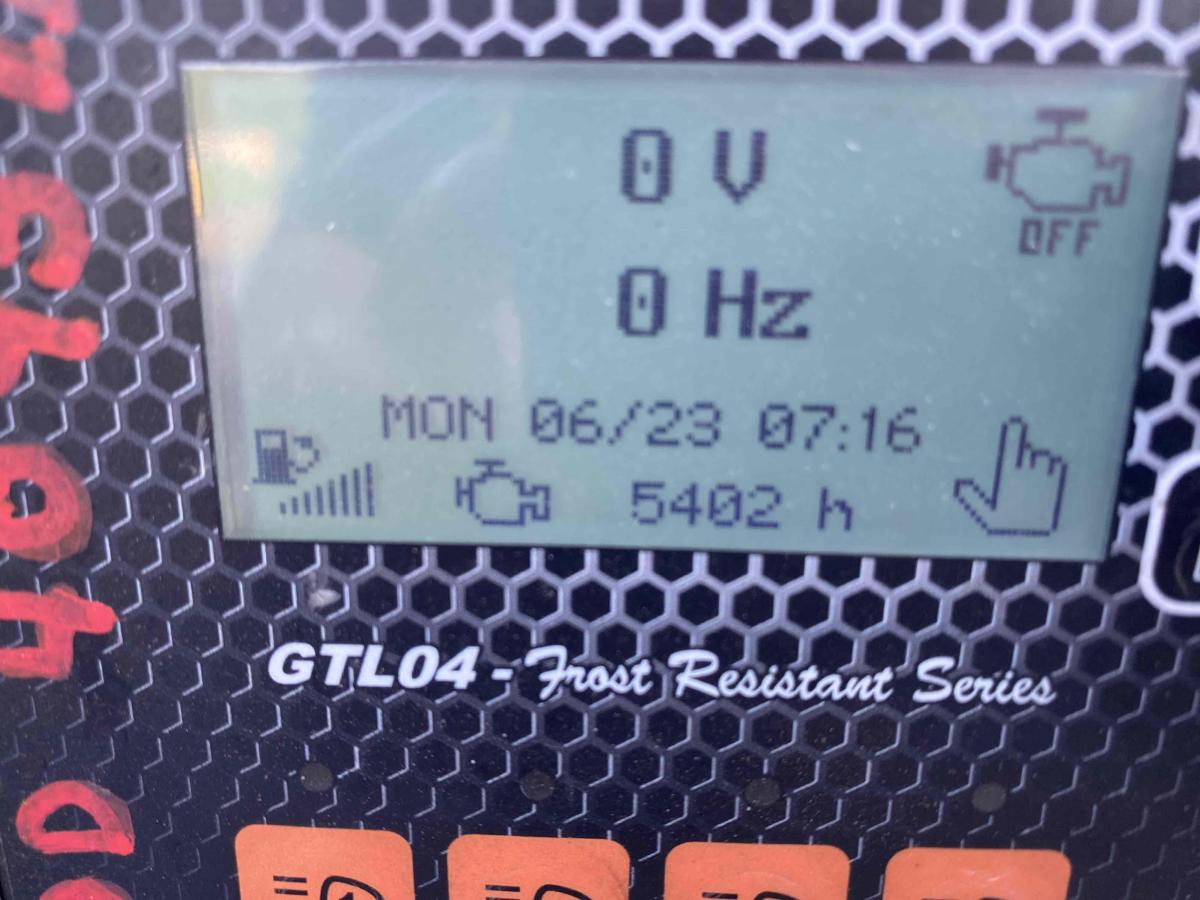 0 V
OFF
0 Hz
MON 06/23 07:16
5402 h
GTL04 - Frost Resistant Series